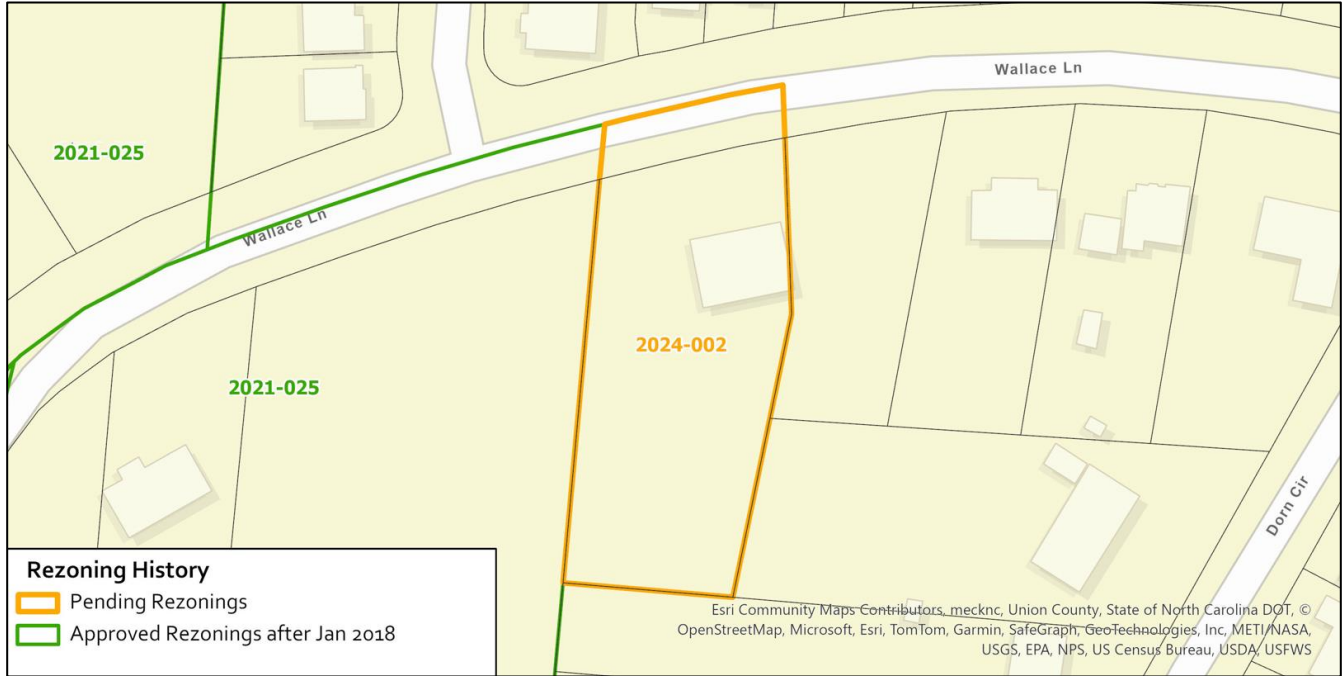 Wallace Ln
2021-025
Wallace Ln
2024-002
2021-025
Dorn Cir
Rezoning History
Pending Rezonings
Approved Rezonings after Jan 2018
Esri Community Maps Contributors, mecknc, Union County, State of North Carolina DOT, ©
OpenStreetMap, Microsoft, Esri, TomTom, Garmin, SafeGraph, GeoTechnologies, Inc, METI/NASA,
USGS, EPA, NPS, US Census Bureau, USDA, USFWS